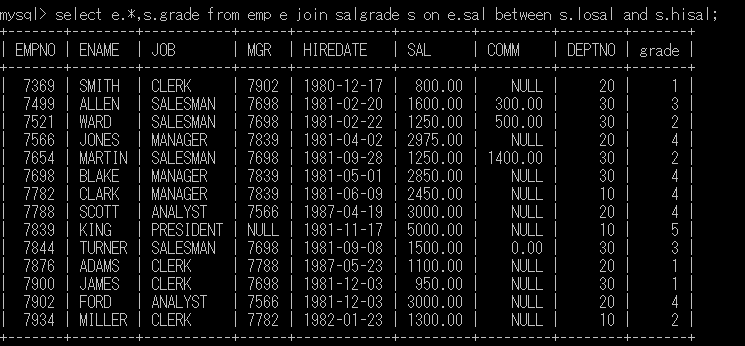 mysql> select e.*,s.grade from emp e join salgrade s on e.sal between s.losal and s.hisal;
+-------+--------+-----------+------+------------+---------+---------+--------+-------+
| EMPNO | ENAME | JOB | MGR | HIREDATE | SAL | COMM | DEPTNO | grade |
+-------+--------+-----------+------+------------+---------+---------+--------+-------+
| 7369 | SMITH | CLERK | 7902 | 1980-12-17 | 800.00 | NULL | 20 | 1 |
| 7499 | ALLEN | SALESMAN | 7698 | 1981-02-20 | 1600.00 | 300.00 | 30 | 3 |
| 7521 | WARD | SALESMAN | 7698 | 1981-02-22 | 1250.00 | 500.00 | 30 | 2 |
| 7566 | JONES | MANAGER | 7839 | 1981-04-02 | 2975.00 | NULL | 20 | 4 |
| 7654 | MARTIN | SALESMAN | 7698 | 1981-09-28 | 1250.00 | 1400.00 | 30 | 2 |
| 7698 | BLAKE | MANAGER | 7839 | 1981-05-01 | 2850.00 | NULL | 30 | 4 |
| 7782 | CLARK | MANAGER | 7839 | 1981-06-09 | 2450.00 | NULL | 10 | 4 |
| 7788 | SCOTT | ANALYST | 7566 | 1987-04-19 | 3000.00 | NULL | 20 | 4 |
| 7839 | KING | PRESIDENT | NULL | 1981-11-17 | 5000.00 | NULL | 10 | 5 |
| 7844 | TURNER | SALESMAN | 7698 | 1981-09-08 | 1500.00 | 0.00 | 30 | 3 |
| 7876 | ADAMS | CLERK | 7788 | 1987-05-23 | 1100.00 | NULL | 20 | 1 |
| 7900 | JAMES | CLERK | 7698 | 1981-12-03 | 950.00 | NULL | 30 | 1 |
| 7902 | FORD | ANALYST | 7566 | 1981-12-03 | 3000.00 | NULL | 20 | 4 |
| 7934 | MILLER | CLERK | 7782 | 1982-01-23 | 1300.00 | NULL | 10 | 2 |
+-------+--------+-----------+------+------------+---------+---------+--------+-------+